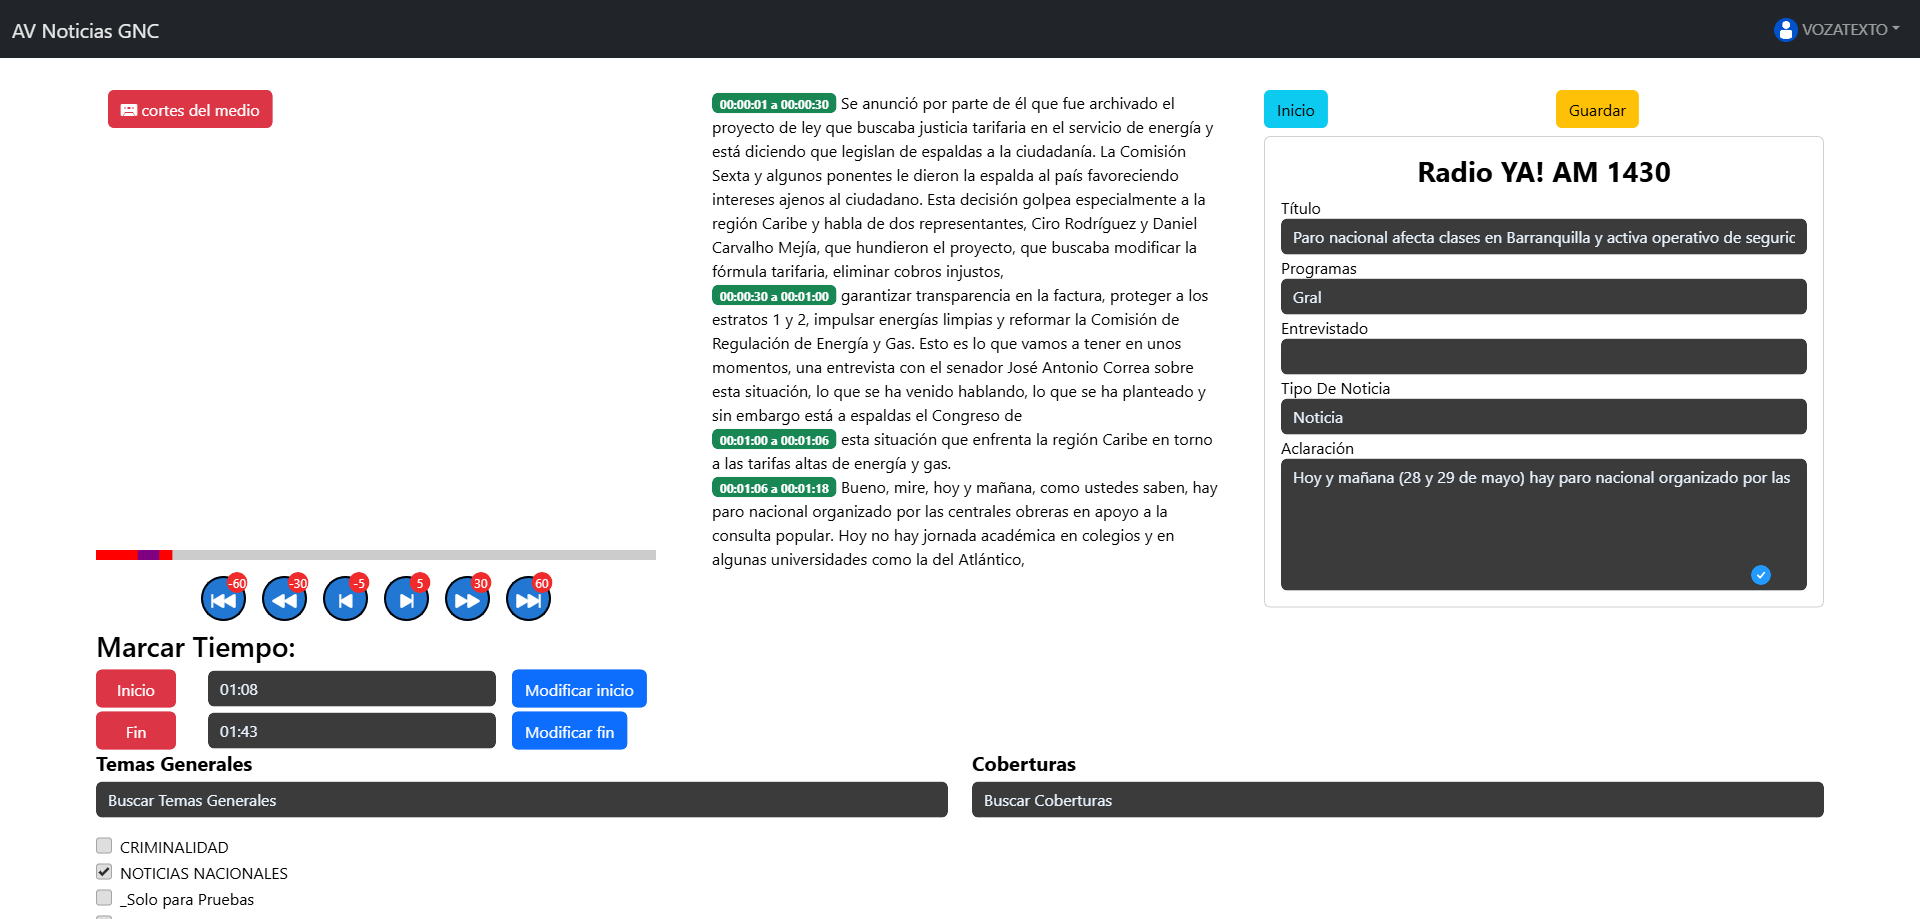 AV Noticias GNC
VOZATEXTO
cortes del medio
00:00:01 a 00:00:30 Se anunció por parte de él que fue archivado el
proyecto de ley que buscaba justicia tarifaria en el servicio de energía y
está diciendo que legislan de espaldas a la ciudadanía. La Comisión
Sexta y algunos ponentes le dieron la espalda al país favoreciendo
intereses ajenos al ciudadano. Esta decisión golpea especialmente a la
región Caribe y habla de dos representantes, Ciro Rodríguez y Daniel
Carvalho Mejía, que hundieron el proyecto, que buscaba modificar la
fórmula tarifaria, eliminar cobros injustos,
00:00:30 a 00:01:00 garantizar transparencia en la factura, proteger a los
estratos 1 y 2, impulsar energías limpias y reformar la Comisión de
Regulación de Energía y Gas. Esto es lo que vamos a tener en unos
momentos, una entrevista con el senador José Antonio Correa sobre
esta situación, lo que se ha venido hablando, lo que se ha planteado y
sin embargo está a espaldas el Congreso de
00:01:00 a 00:01:06 esta situación que enfrenta la región Caribe en torno
a las tarifas altas de energía y gas.
00:01:06 a 00:01:18 Bueno, mire, hoy y mañana, como ustedes saben, hay
paro nacional organizado por las centrales obreras en apoyo a la
consulta popular. Hoy no hay jornada académica en colegios y en
algunas universidades como la del Atlántico,
Inicio
Guardar
Radio YA! AM 1430
Título
Paro nacional afecta clases en Barranquilla y activa operativo de seguric
Programas
Gral
Entrevistado
Tipo De Noticia
Noticia
Aclaración
Hoy y mañana (28 y 29 de mayo) hay paro nacional organizado por las
-60
-30
-5
5
30
60
Marcar Tiempo:
Inicio
01:08
Modificar inicio
Fin
01:43
Modificar fin
Temas Generales
Buscar Temas Generales
CRIMINALIDAD
NOTICIAS NACIONALES
_Solo para Pruebas
Coberturas
Buscar Coberturas